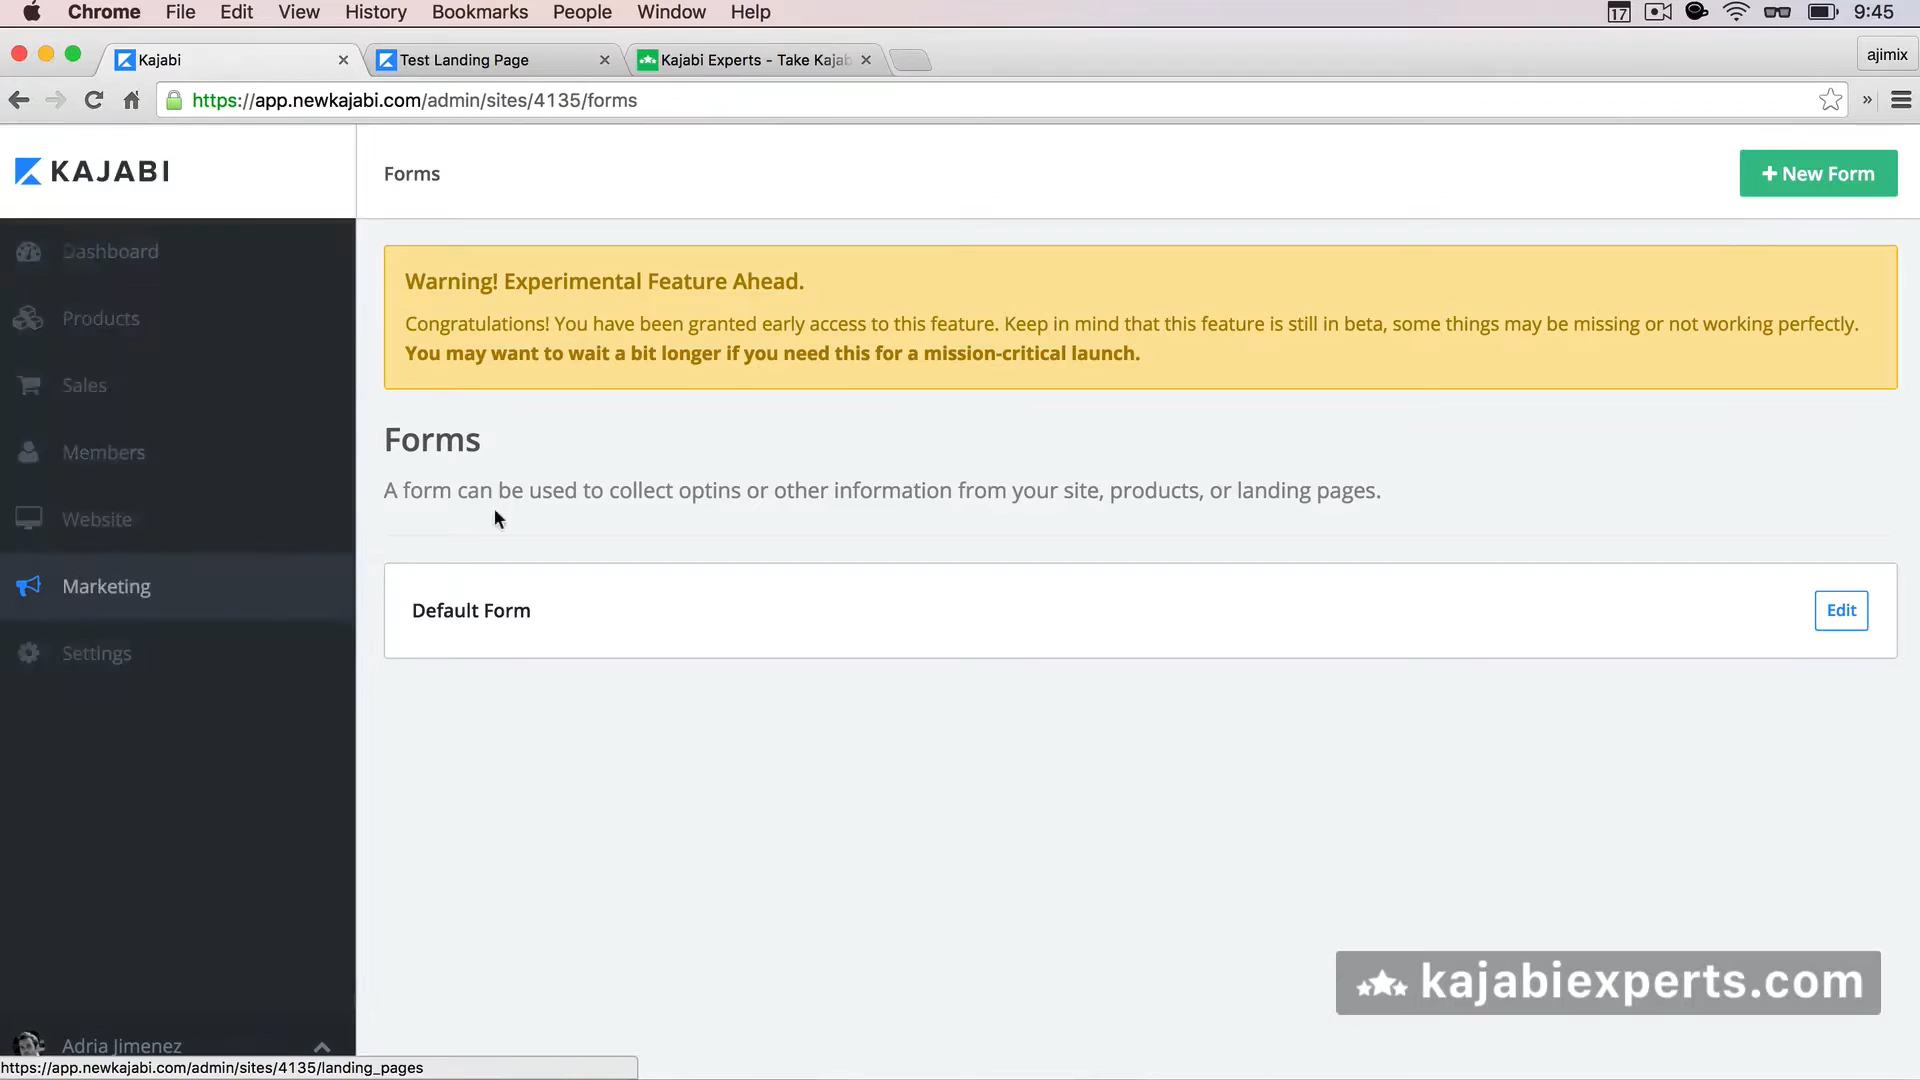 Chrome File Edit View History Bookmarks People Window Help 17 9:45
Kajabi Test Landing Page Kajabi Experts - Take Kajab ajimix
https://app.newkajabi.com/admin/sites/4135/forms »
KAJABI
Forms
+ New Form
Dashboard
Products
Sales
Members
Website
Marketing
Settings
Adria Jimenez
Warning! Experimental Feature Ahead.
Congratulations! You have been granted early access to this feature. Keep in mind that this feature is still in beta, some things may be missing or not working perfectly.
You may want to wait a bit longer if you need this for a mission-critical launch.
Forms
A form can be used to collect optins or other information from your site, products, or landing pages.
Default Form
Edit
kajabiexperts.com
https://app.newkajabi.com/admin/sites/4135/landing_pages